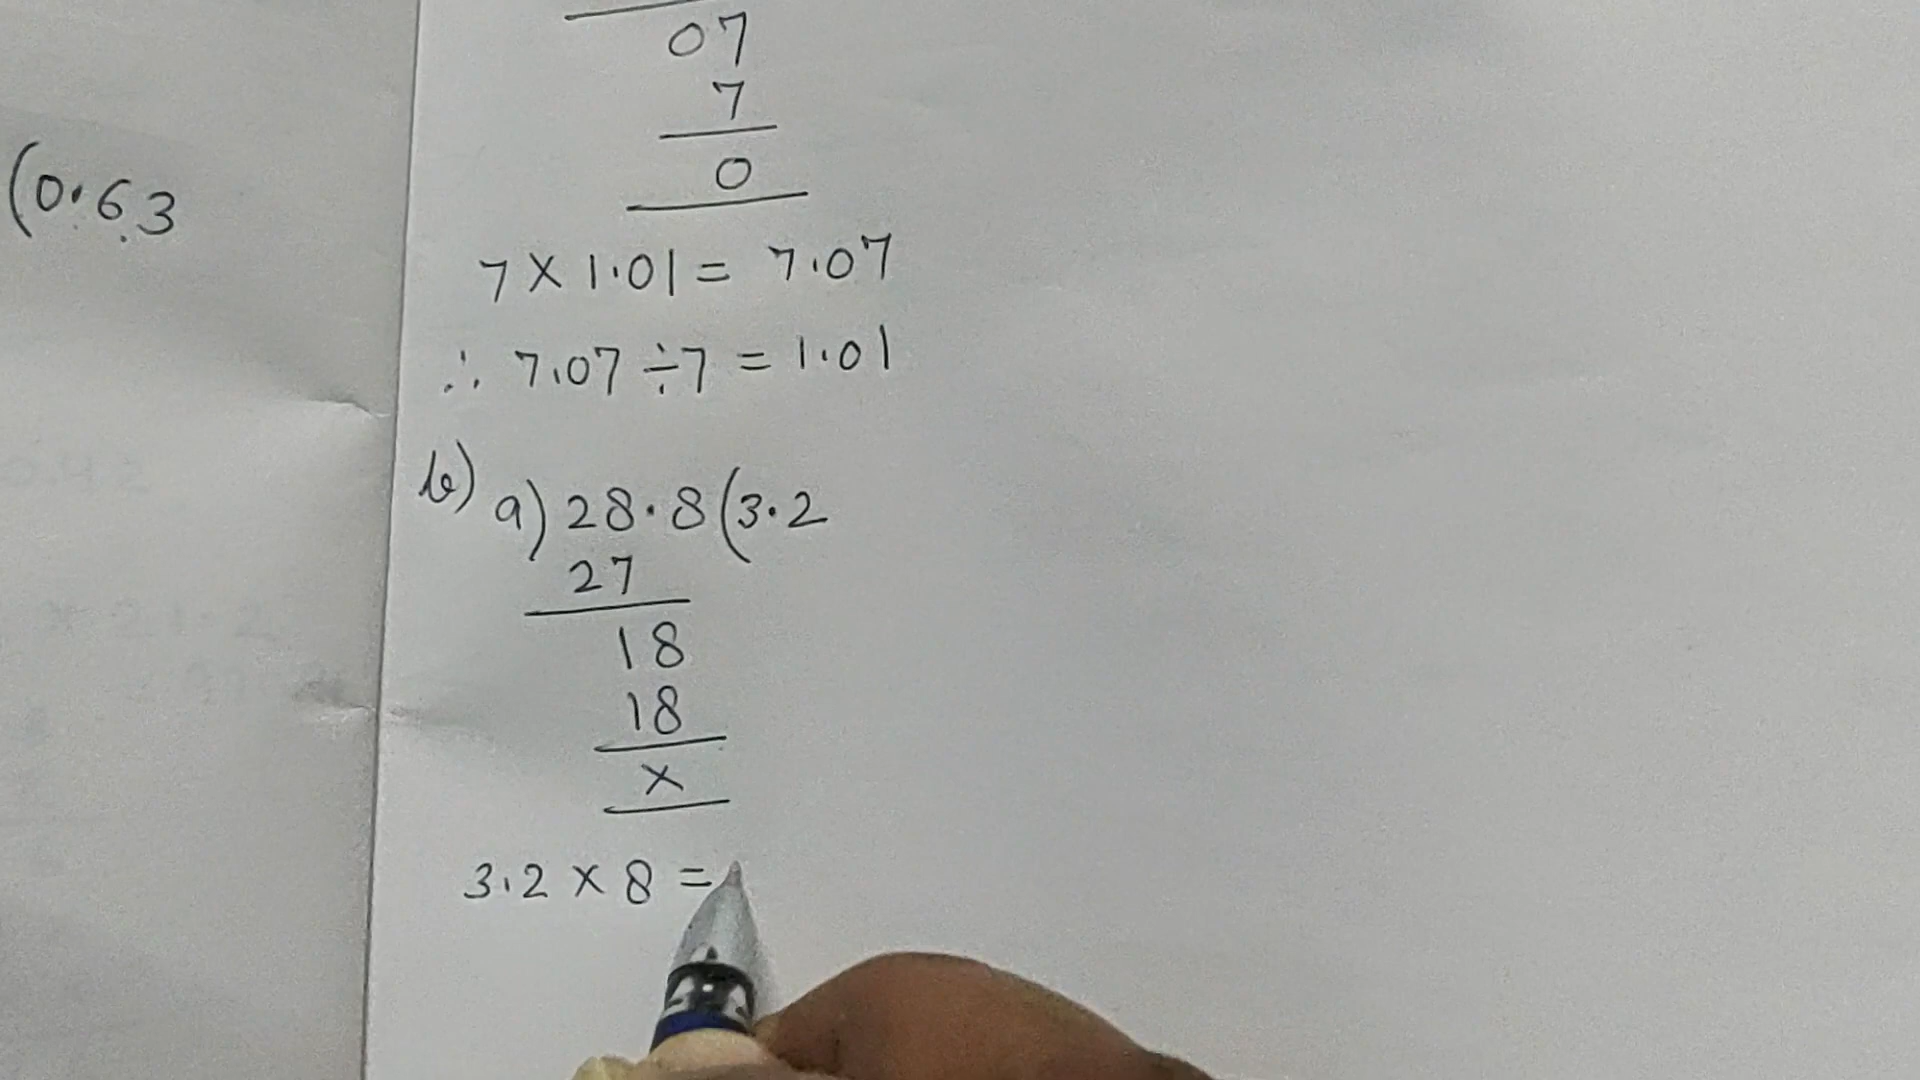 (0.63
07
7
0
7 × 1.01 = 7.07
∴ 7.07 ÷ 7 = 1.01
b) 9) 28.8 (3.2
27
18
18
×
3.2 × 8 =